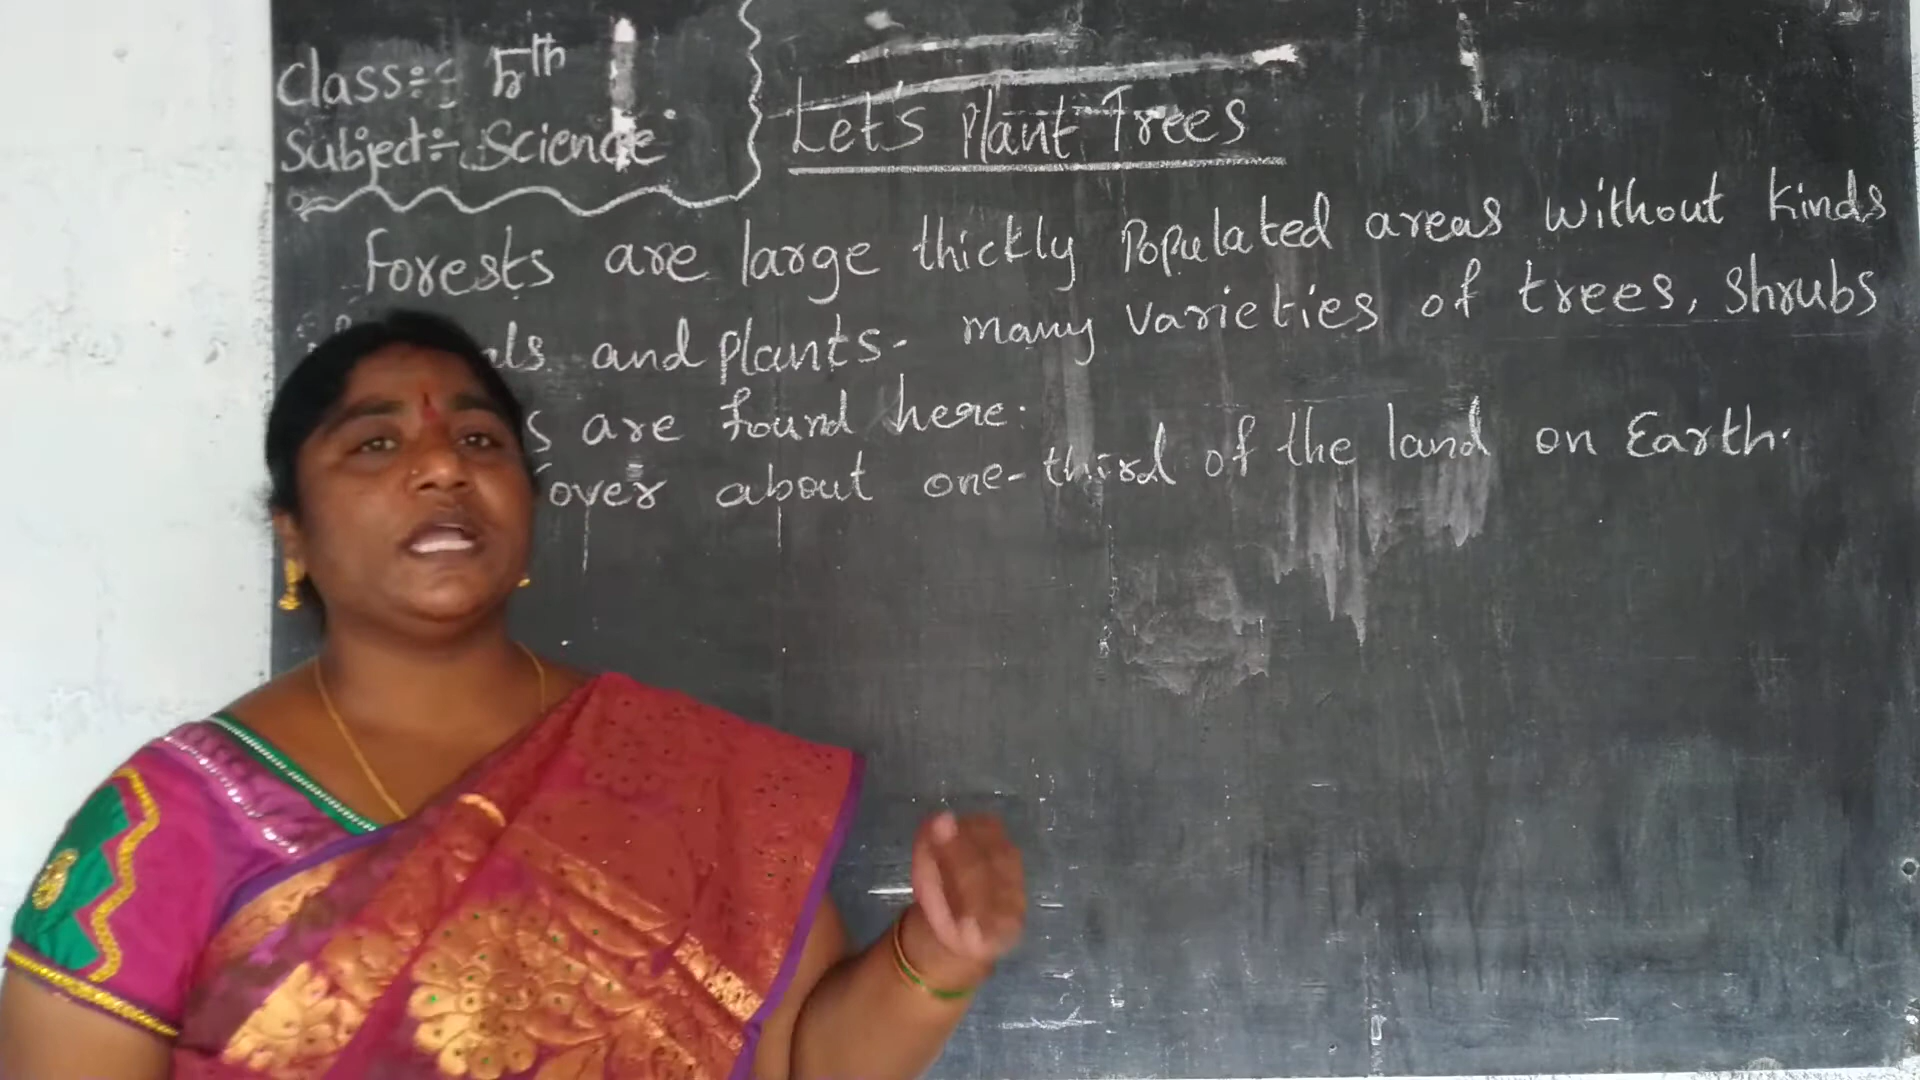 Class:- 5th
Subject:- Science
Let's Plant Trees
Forests are large thickly Populated areas without kinds
and plants. many varieties of trees, shrubs
are found here.
about one-third of the land on Earth.